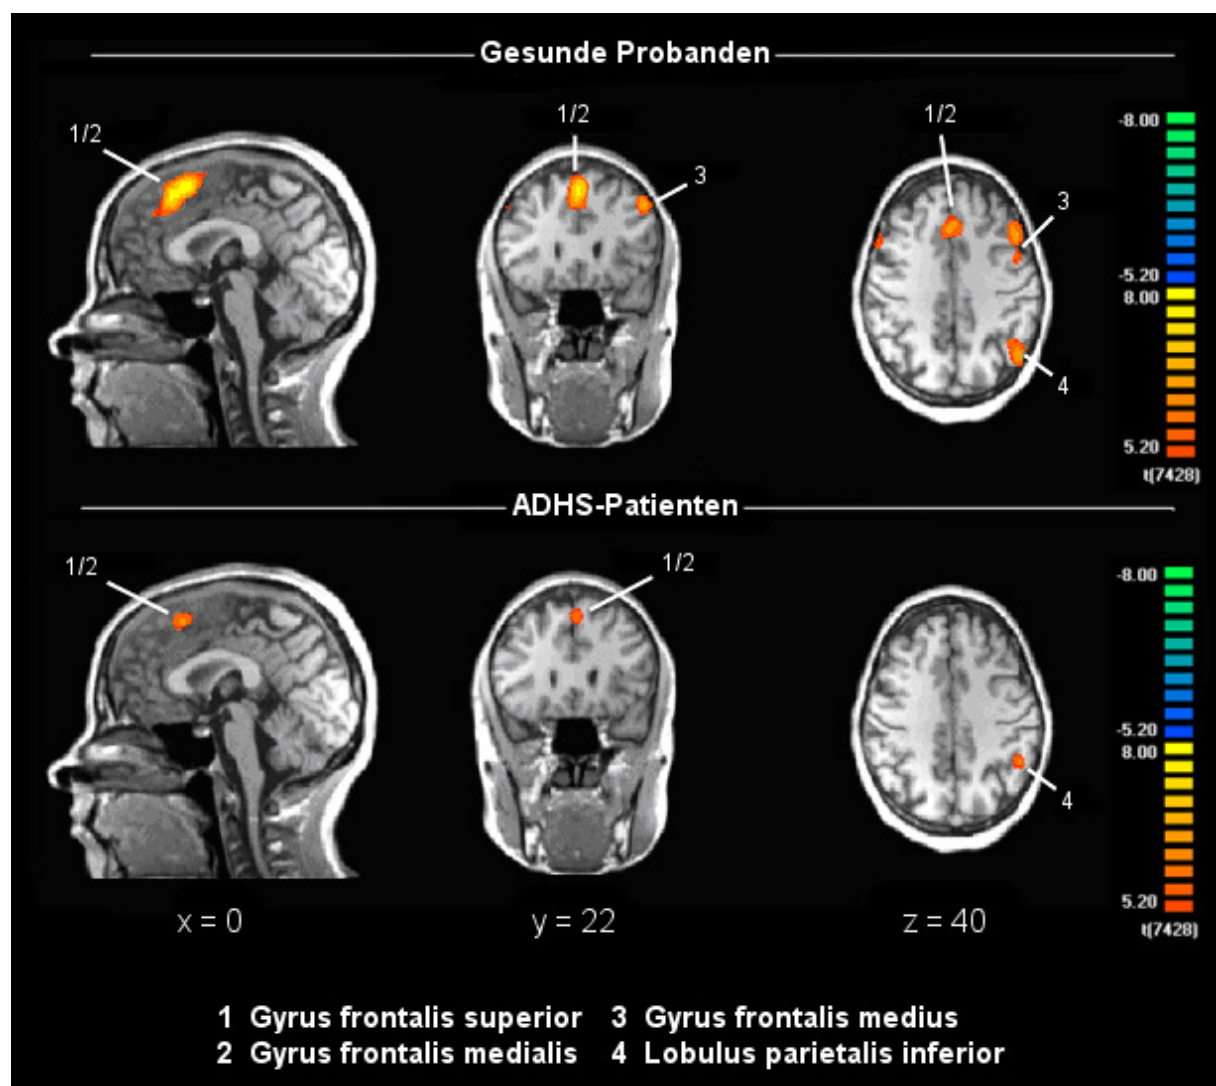 Gesunde Probanden
1/2
1/2
3
1/2
3
4
-8.00
-5.20
8.00
5.20
t(7428)
ADHS-Patienten
1/2
1/2
4
-8.00
-5.20
8.00
5.20
t(7428)
x = 0
y = 22
z = 40
1 Gyrus frontalis superior
2 Gyrus frontalis medialis
3 Gyrus frontalis medius
4 Lobulus parietalis inferior